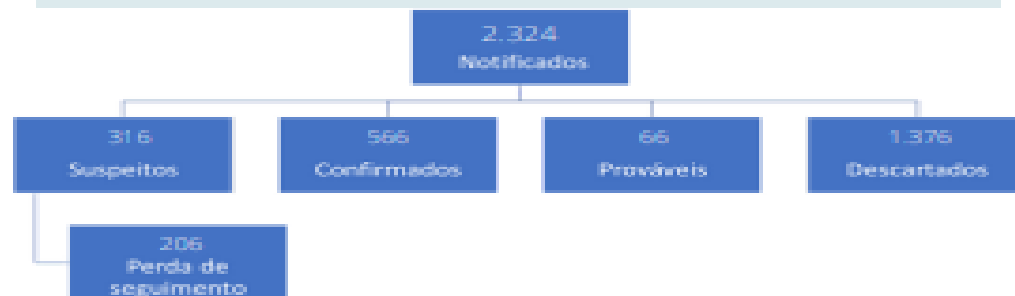 2.324
Notificados
316
Suspeitos
566
Confirmados
66
Prováveis
1.376
Descartados
206
Perda de
seguimento